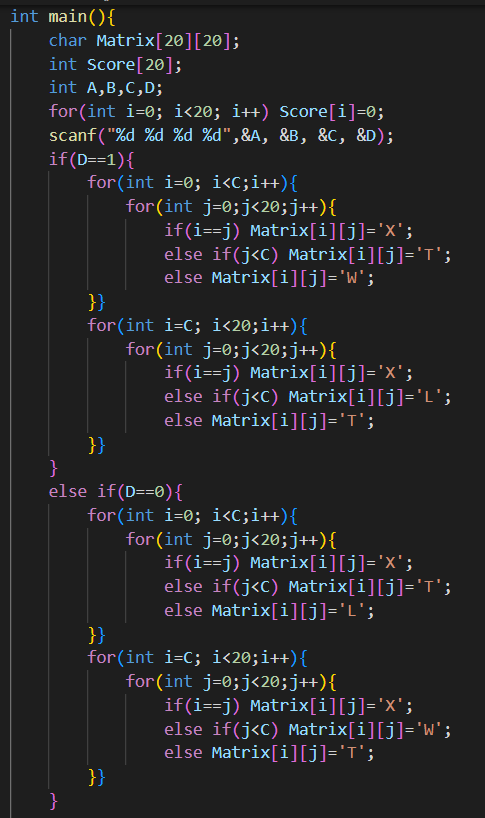 int main(){
    char Matrix[20][20];
    int Score[20];
    int A,B,C,D;
    for(int i=0; i<20; i++) Score[i]=0;
    scanf("%d %d %d %d",&A, &B, &C, &D);
    if(D==1){
        for(int i=0; i<C;i++){
            for(int j=0;j<20;j++){
                if(i==j) Matrix[i][j]='X';
                else if(j<C) Matrix[i][j]='T';
                else Matrix[i][j]='W';
        }}
        for(int i=C; i<20;i++){
            for(int j=0;j<20;j++){
                if(i==j) Matrix[i][j]='X';
                else if(j<C) Matrix[i][j]='L';
                else Matrix[i][j]='T';
        }}
    }
    else if(D==0){
        for(int i=0; i<C;i++){
            for(int j=0;j<20;j++){
                if(i==j) Matrix[i][j]='X';
                else if(j<C) Matrix[i][j]='T';
                else Matrix[i][j]='L';
        }}
        for(int i=C; i<20;i++){
            for(int j=0;j<20;j++){
                if(i==j) Matrix[i][j]='X';
                else if(j<C) Matrix[i][j]='W';
                else Matrix[i][j]='T';
        }}
    }